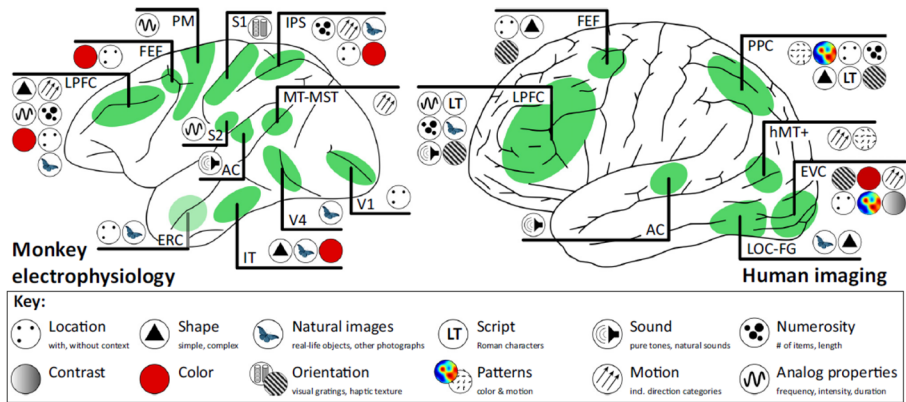 PM
S1
IPS
FEF
LPFC
MT-MST
S2
AC
V4
V1
ERC
IT
Monkey
electrophysiology
FEF
PPC
LPFC
LT
LT
hMT+
EVC
AC
LOC-FG
Human imaging
Key:
Location
with, without context
Shape
simple, complex
Natural images
real-life objects, other photographs
LT
Script
Roman characters
Sound
pure tones, natural sounds
Numerosity
# of items, length
Contrast
Color
Orientation
visual gratings, haptic texture
Patterns
color & motion
Motion
incl. direction categories
Analog properties
frequency, intensity, duration